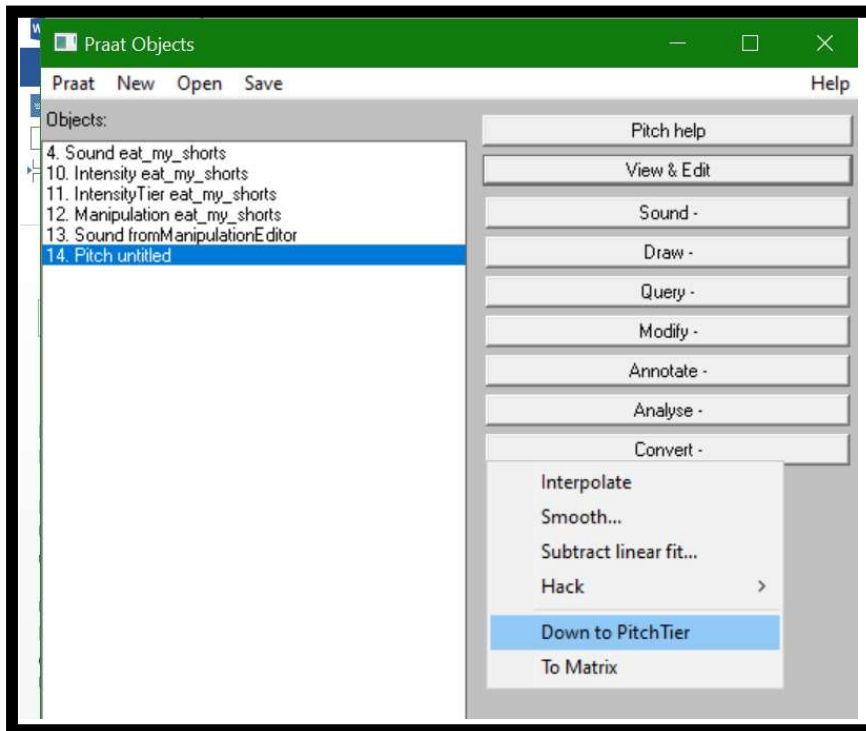 W
Praat Objects
Praat New Open Save Help
Objects:
4. Sound eat_my_shorts
10. Intensity eat_my_shorts
11. IntensityTier eat_my_shorts
12. Manipulation eat_my_shorts
13. Sound fromManipulationEditor
14. Pitch untitled
Pitch help
View & Edit
Sound -
Draw -
Query -
Modify -
Annotate -
Analyse -
Convert -
Interpolate
Smooth...
Subtract linear fit...
Hack >
Down to PitchTier
To Matrix